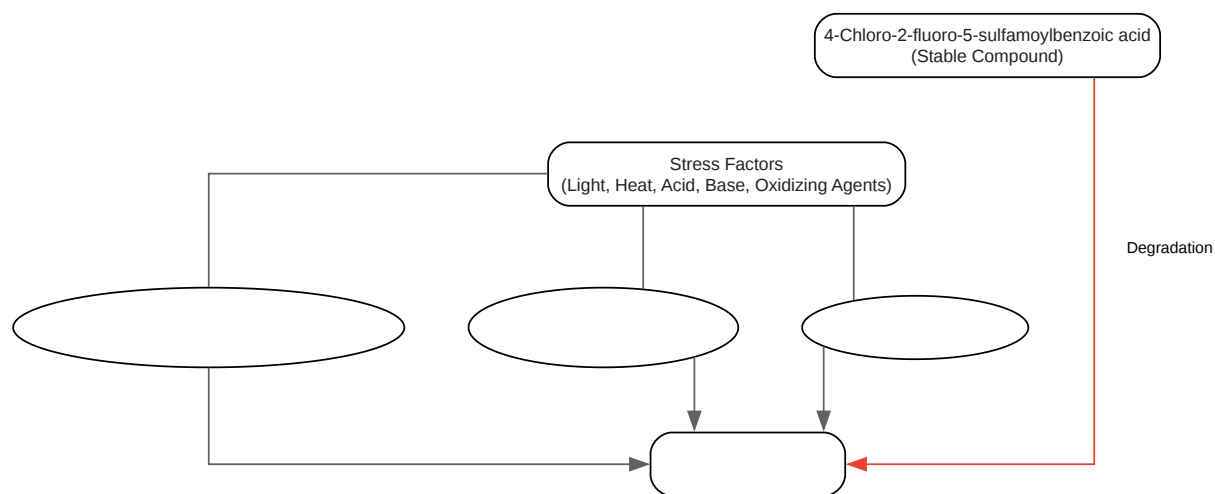 4-Chloro-2-fluoro-5-sulfamoylbenzoic acid
(Stable Compound)
Stress Factors
(Light, Heat, Acid, Base, Oxidizing Agents)
Degradation